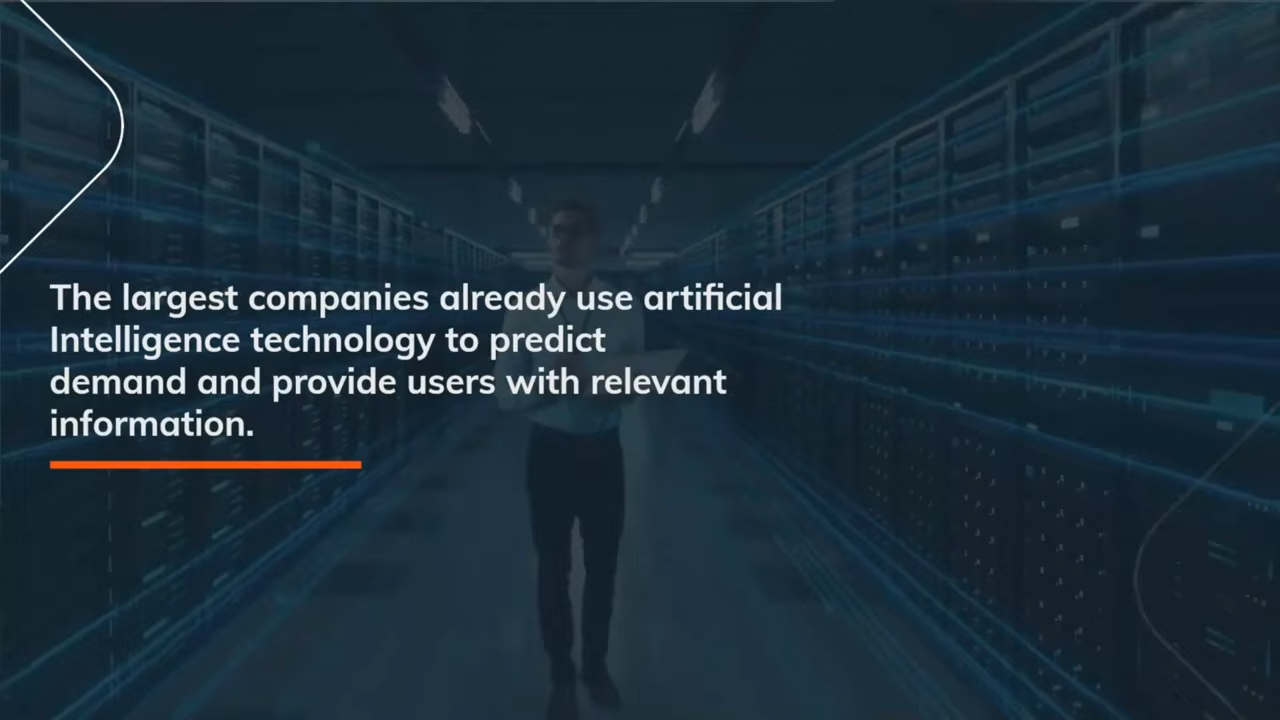 The largest companies already use artificial
Intelligence technology to predict
demand and provide users with relevant
information.